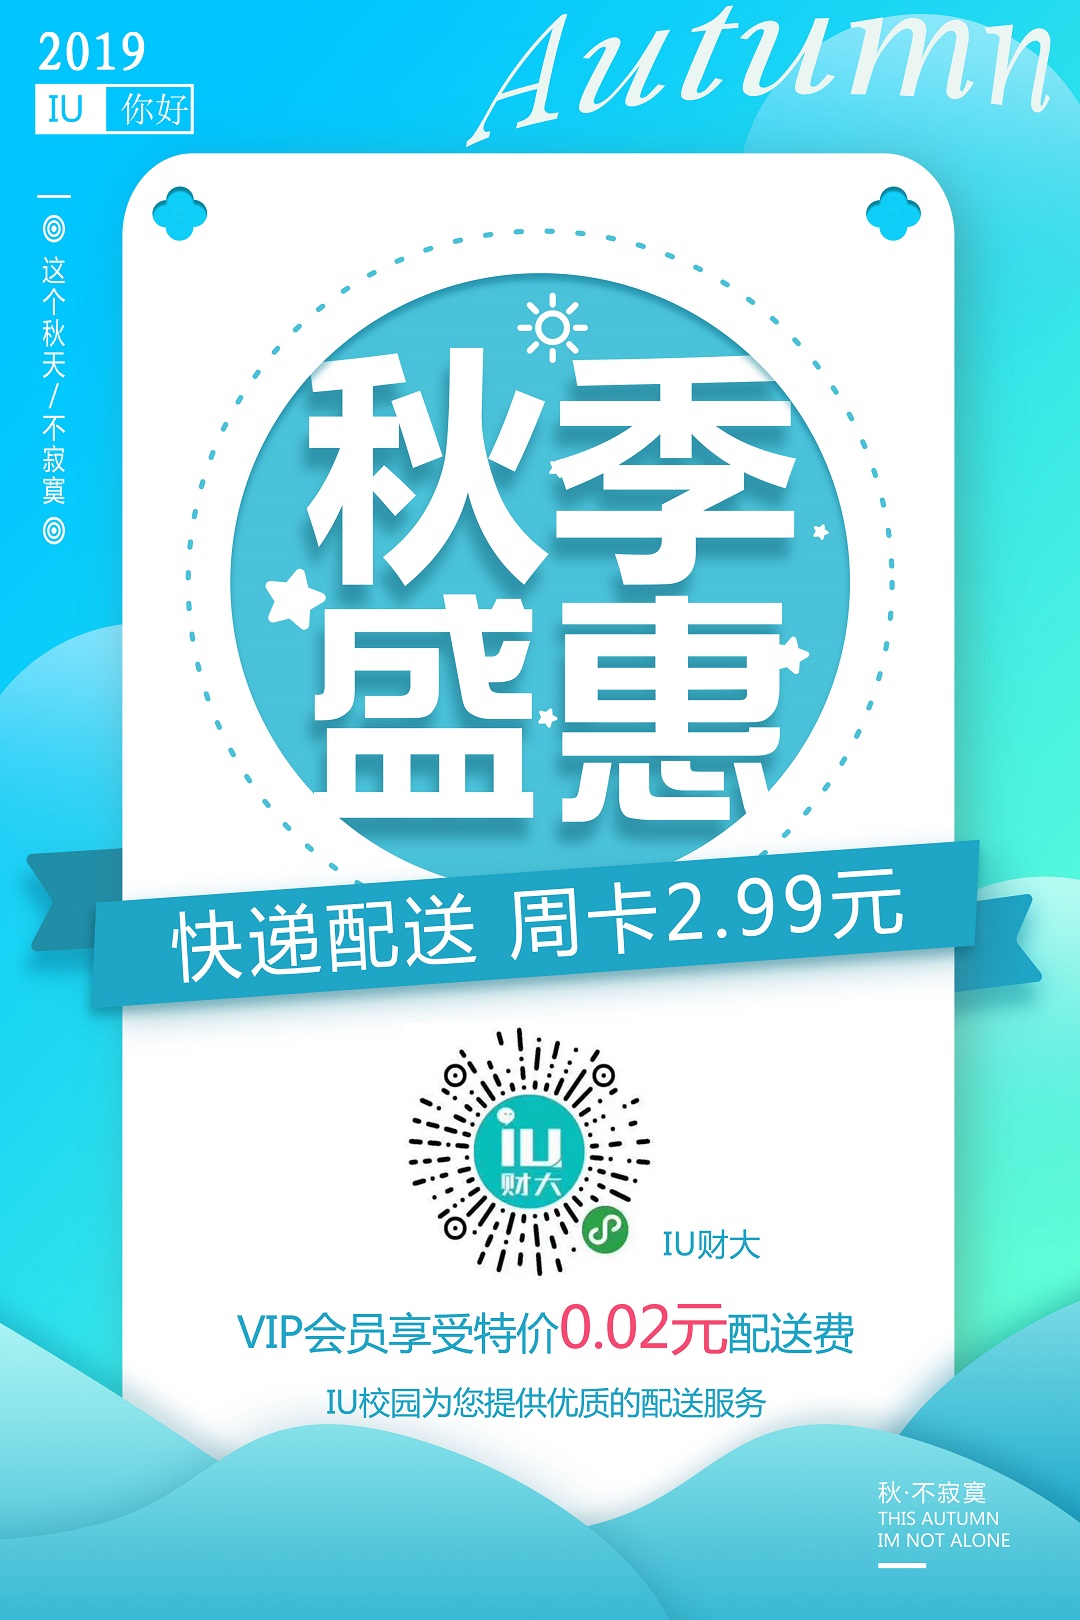 2019
Autumn
IU 你好
这个秋天/不寂寞
秋季
盛惠
快递配送 周卡2.99元
iU
财大
IU财大
VIP会员享受特价0.02元配送费
IU校园为您提供优质的配送服务
秋·不寂寞
THIS AUTUMN
IM NOT ALONE